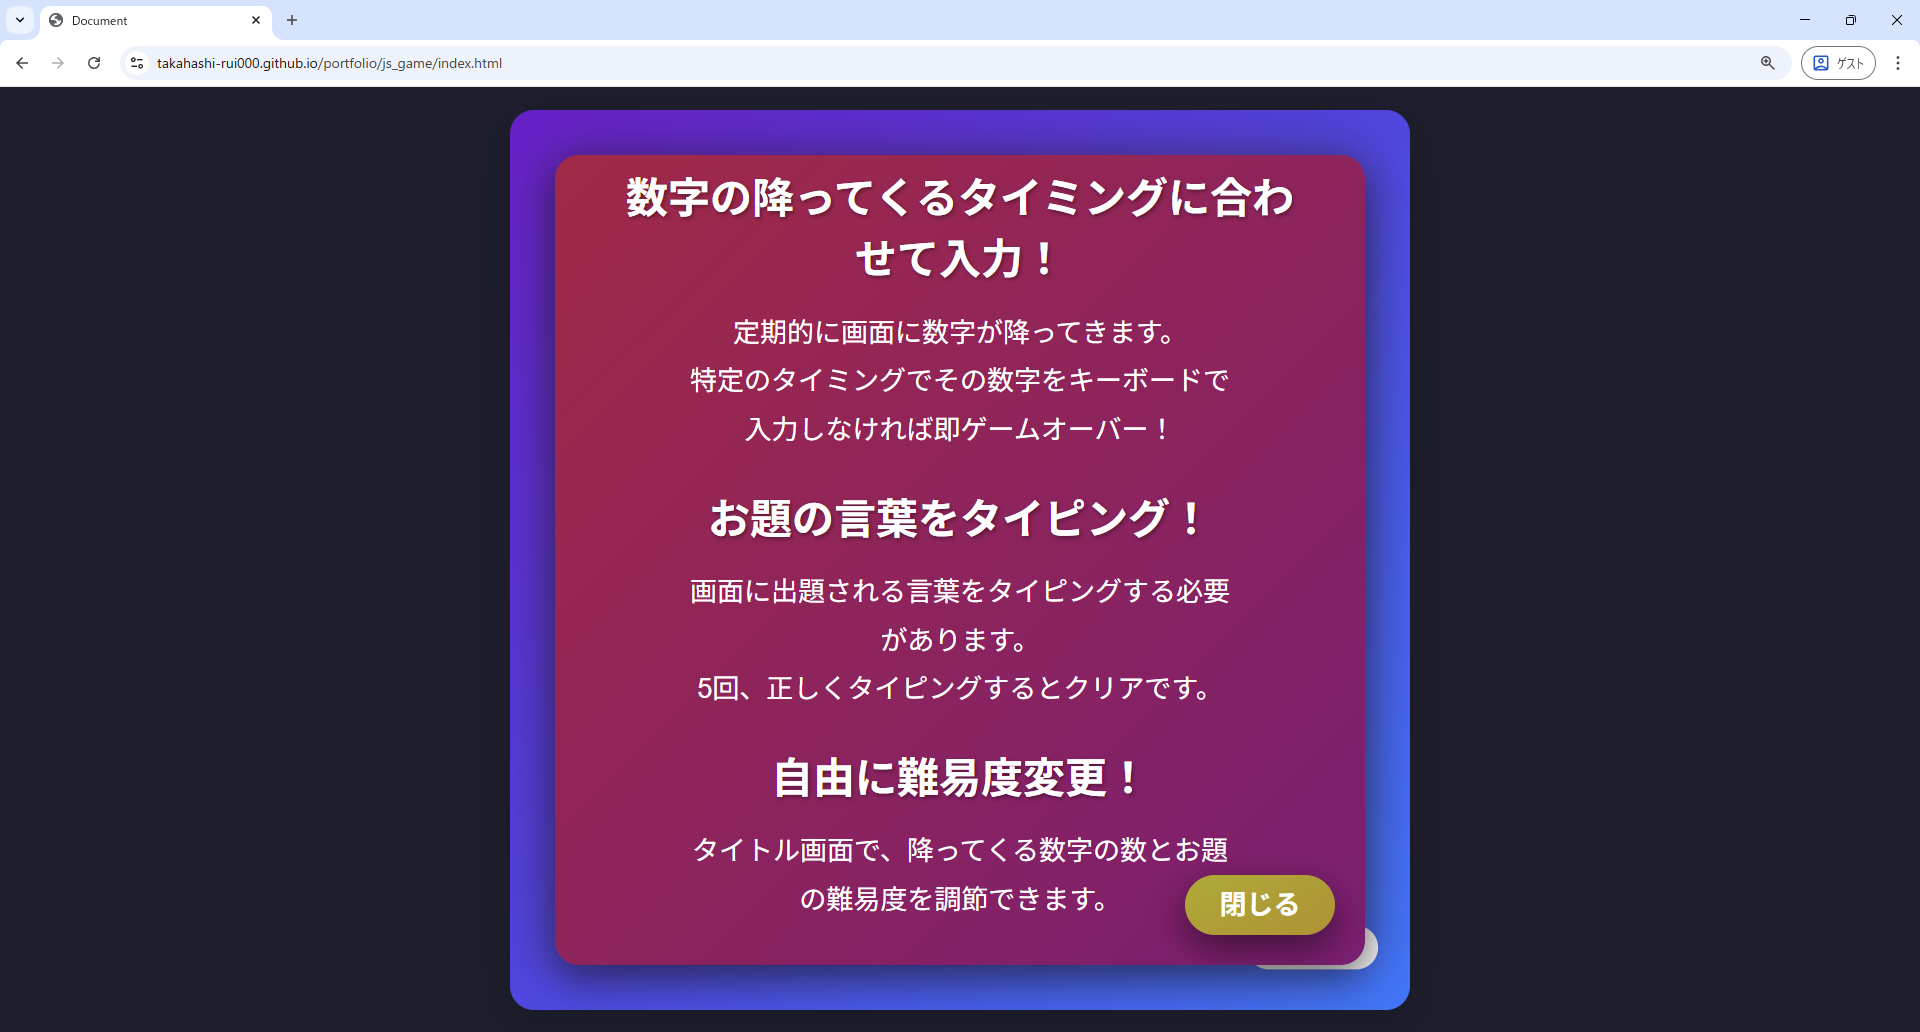 Document
takahashi-rui000.github.io/portfolio/js_game/index.html
ゲスト
数字の降ってくるタイミングに合わ
せて入力！
定期的に画面に数字が降ってきます。
特定のタイミングでその数字をキーボードで
入力しなければ即ゲームオーバー！
お題の言葉をタイピング！
画面に出題される言葉をタイピングする必要
があります。
5回、正しくタイピングするとクリアです。
自由に難易度変更！
タイトル画面で、降ってくる数字の数とお題
の難易度を調節できます。
閉じる